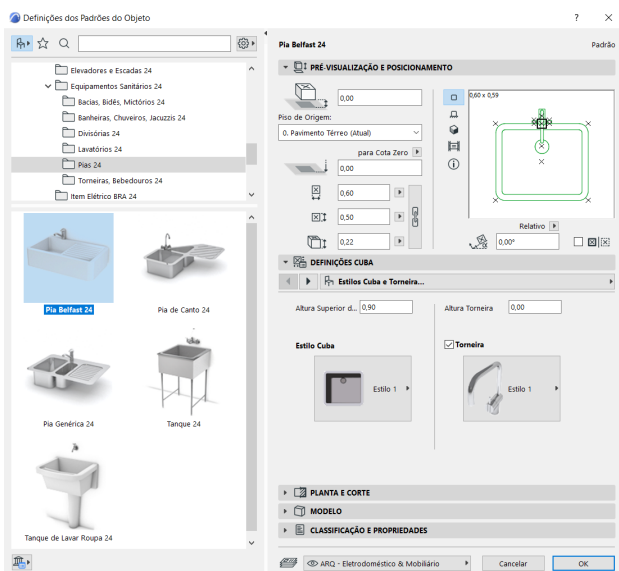 Definições dos Padrões do Objeto
?
Elevadores e Escadas 24
Equipamentos Sanitários 24
Bacias, Bidês, Mictórios 24
Banheiras, Chuveiros, Jacuzzis 24
Divisórias 24
Lavatórios 24
Pias 24
Torneiras, Bebedouros 24
Item Elétrico BRA 24
Pia Belfast 24
Pia de Canto 24
Pia Genérica 24
Tanque 24
Tanque de Lavar Roupa 24
Pia Belfast 24
Padrão
PRÉ-VISUALIZAÇÃO E POSICIONAMENTO
0,00
Piso de Origem:
0. Pavimento Térreo (Atual)
para Cota Zero
0,00
0,60
0,50
0,22
0,60 x 0,59
Relativo
0,00°
DEFINIÇÕES CUBA
Estilos Cuba e Torneira...
Altura Superior d... 0,90
Altura Torneira 0,00
Estilo Cuba
Estilo 1
Torneira
Estilo 1
PLANTA E CORTE
MODELO
CLASSIFICAÇÃO E PROPRIEDADES
ARQ - Eletrodoméstico & Mobiliário
Cancelar
OK